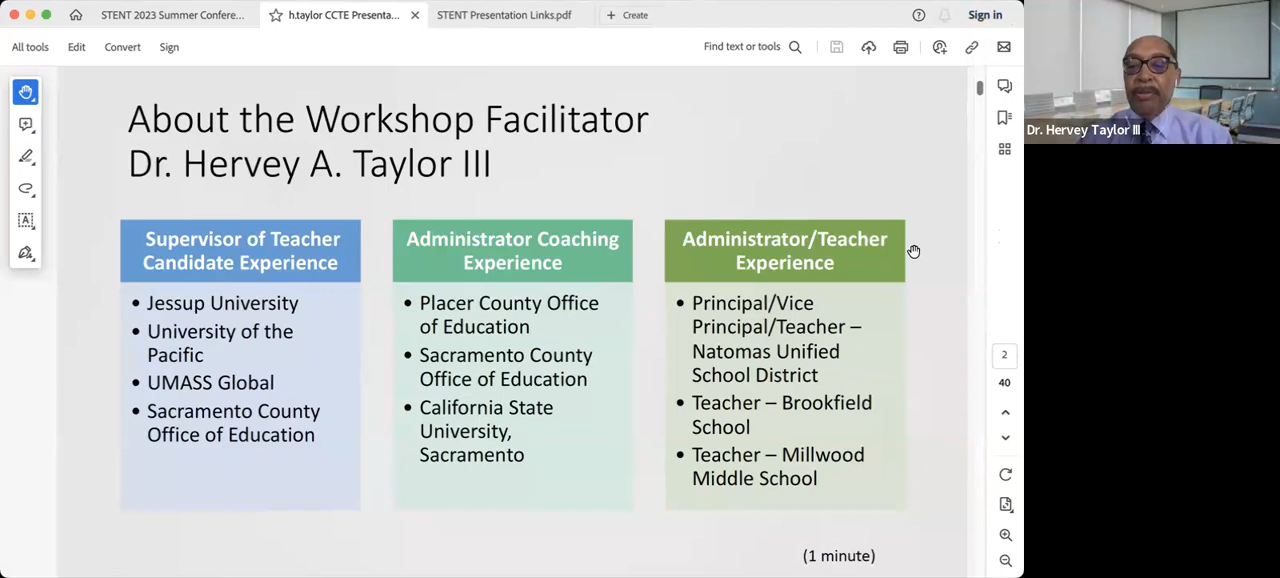 STENT 2023 Summer Confere...
h.taylor CCTE Presenta...
STENT Presentation Links.pdf
Create
Sign in
All tools
Edit
Convert
Sign
Find text or tools
About the Workshop Facilitator
Dr. Hervey A. Taylor III
Supervisor of Teacher
Candidate Experience
• Jessup University
• University of the
Pacific
• UMASS Global
• Sacramento County
Office of Education
Administrator Coaching
Experience
• Placer County Office
of Education
• Sacramento County
Office of Education
• California State
University,
Sacramento
Administrator/Teacher
Experience
• Principal/Vice
Principal/Teacher –
Natomas Unified
School District
• Teacher – Brookfield
School
• Teacher – Millwood
Middle School
(1 minute)
2
40
Dr. Hervey Taylor III